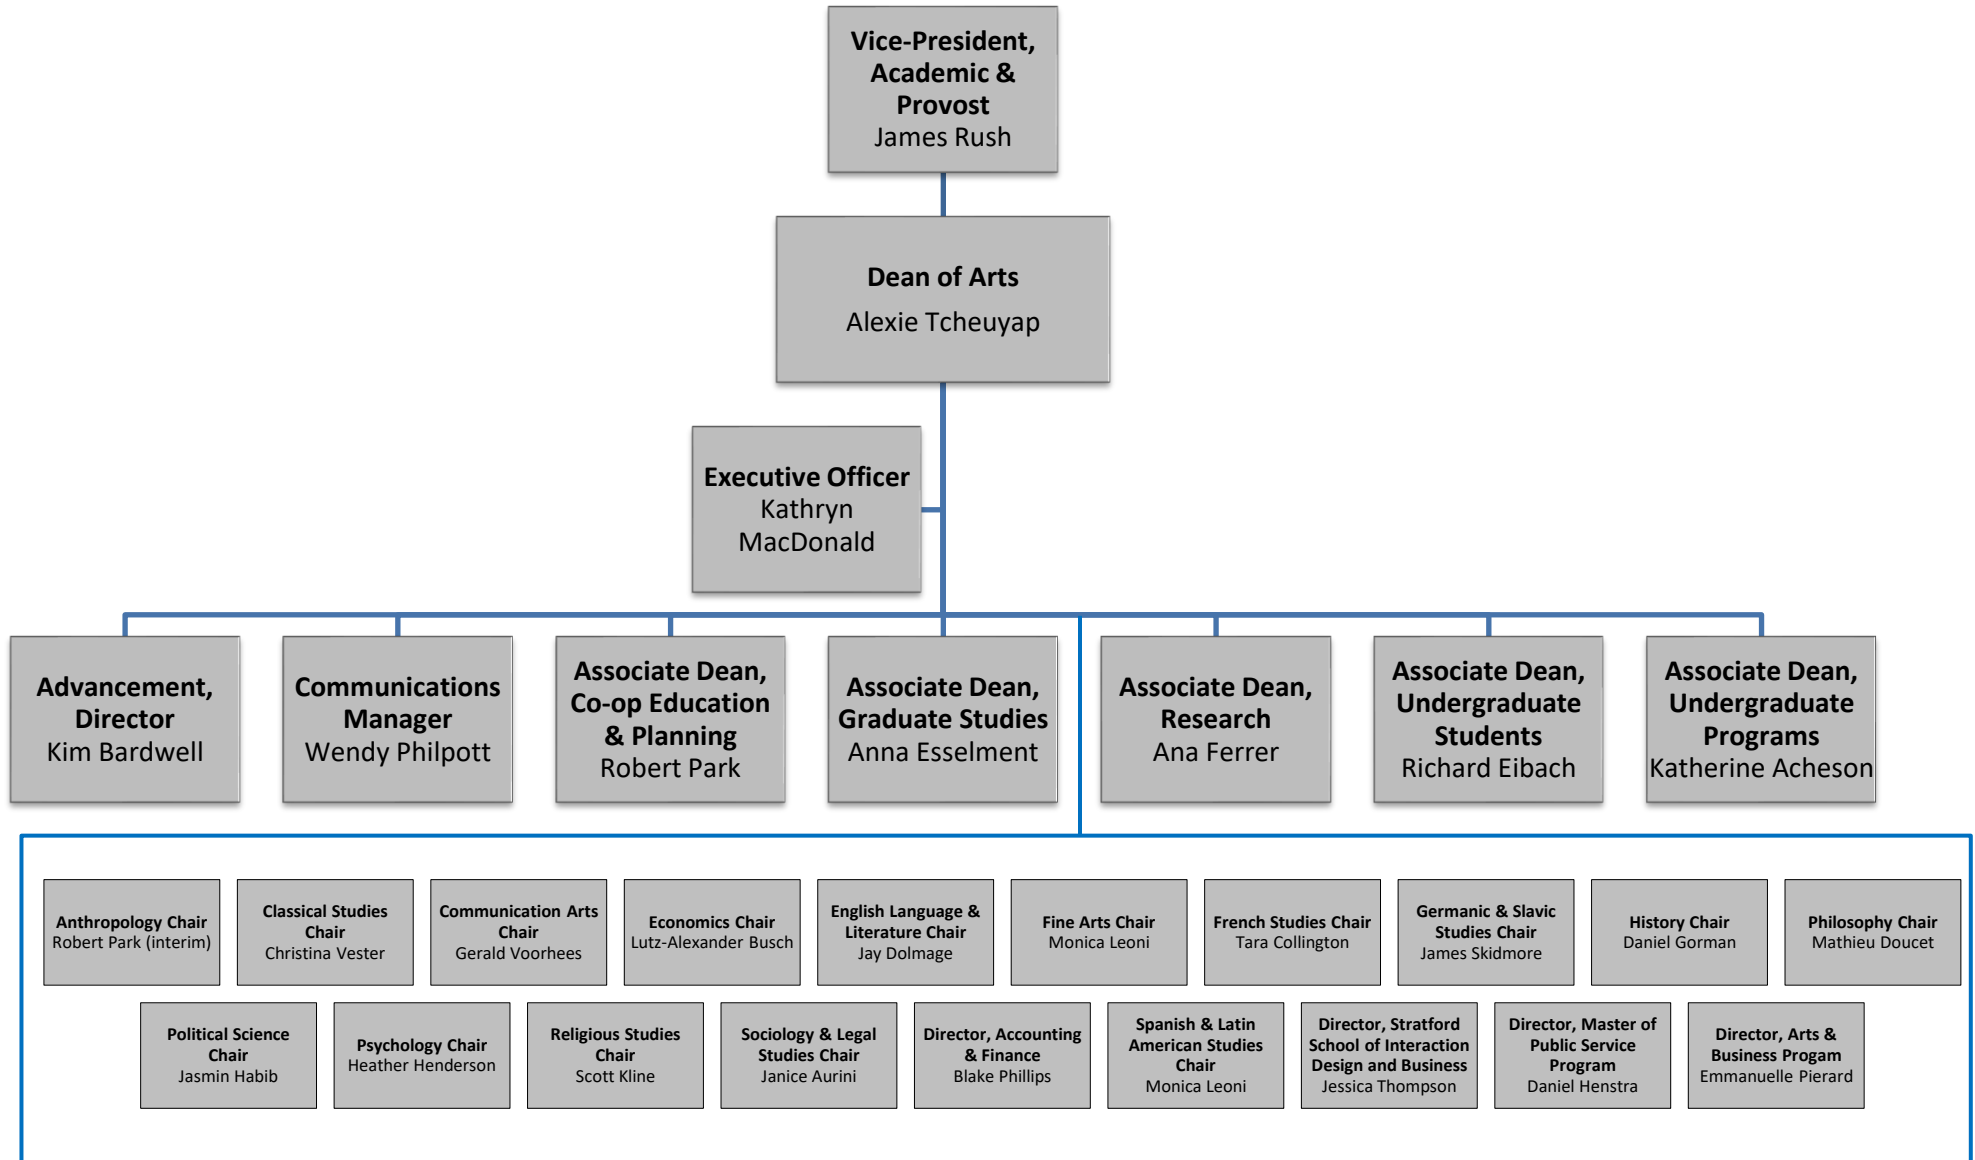 Vice-President,
Academic &
Provost
James Rush
Dean of Arts
Alexie Tcheuyap
Executive Officer
Kathryn
MacDonald
Advancement,
Director
Kim Bardwell
Communications
Manager
Wendy Philpott
Associate Dean,
Co-op Education
& Planning
Robert Park
Associate Dean,
Graduate Studies
Anna Esselment
Associate Dean,
Research
Ana Ferrer
Associate Dean,
Undergraduate
Students
Richard Eibach
Associate Dean,
Undergraduate
Programs
Katherine Acheson
Anthropology Chair
Robert Park (interim)
Classical Studies
Chair
Christina Vester
Communication Arts
Chair
Gerald Voorhees
Economics Chair
Lutz-Alexander Busch
English Language &
Literature Chair
Jay Dolmage
Fine Arts Chair
Monica Leoni
French Studies Chair
Tara Collington
Germanic & Slavic
Studies Chair
James Skidmore
History Chair
Daniel Gorman
Philosophy Chair
Mathieu Doucet
Political Science
Chair
Jasmin Habib
Psychology Chair
Heather Henderson
Religious Studies
Chair
Scott Kline
Sociology & Legal
Studies Chair
Janice Aurini
Director, Accounting
& Finance
Blake Phillips
Spanish & Latin
American Studies
Chair
Monica Leoni
Director, Stratford
School of Interaction
Design and Business
Jessica Thompson
Director, Master of
Public Service
Program
Daniel Henstra
Director, Arts &
Business Progam
Emmanuelle Pierard